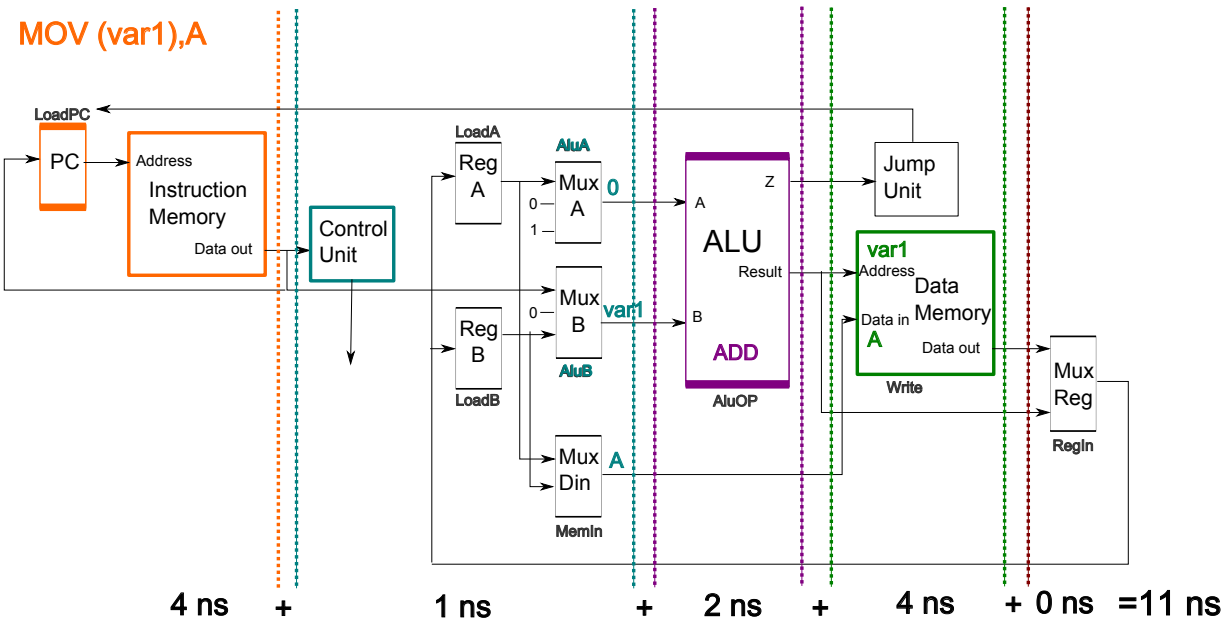 MOV (var1),A
LoadPC
PC
Address
Instruction
Memory
Data out
Control
Unit
LoadA
Reg
A
AluA
Mux
A
0
0
1
Mux
B
0
var1
AluB
Reg
B
LoadB
Mux
Din
A
MemIn
Z
A
ALU
Result
B
ADD
AluOP
Jump
Unit
var1
Address
Data
Memory
Data in
A
Data out
Write
Mux
Reg
RegIn
4 ns + 1 ns + 2 ns + 4 ns + 0 ns =11 ns